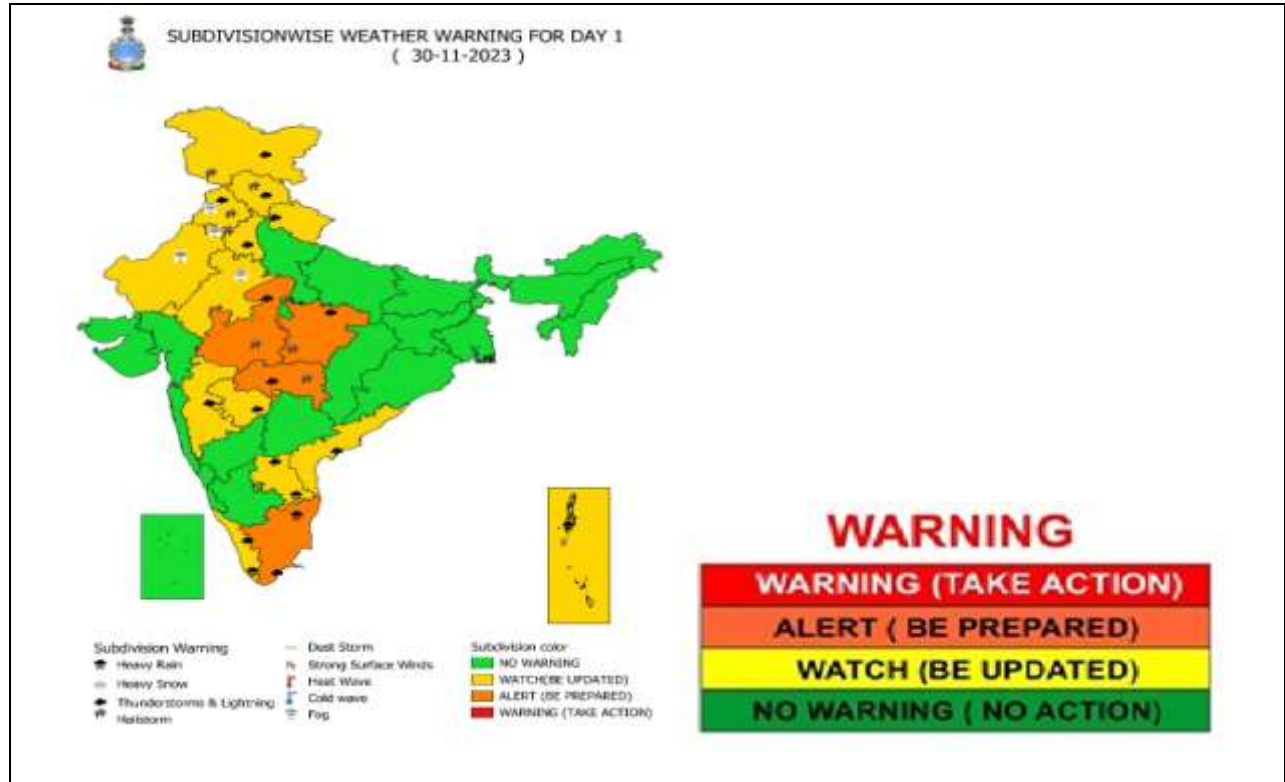 SUBDIVISIONWISE WEATHER WARNING FOR DAY 1
( 30-11-2023 )
Subdivision Warning
Heavy Rain
Heavy Snow
Thunderstorms & Lightning
Hailstorm
Dust Storm
Strong Surface Winds
Heat Wave
Cold wave
Fog
Subdivision color
NO WARNING
WATCH(BE UPDATED)
ALERT (BE PREPARED)
WARNING (TAKE ACTION)
WARNING
WARNING (TAKE ACTION)
ALERT ( BE PREPARED)
WATCH (BE UPDATED)
NO WARNING ( NO ACTION)